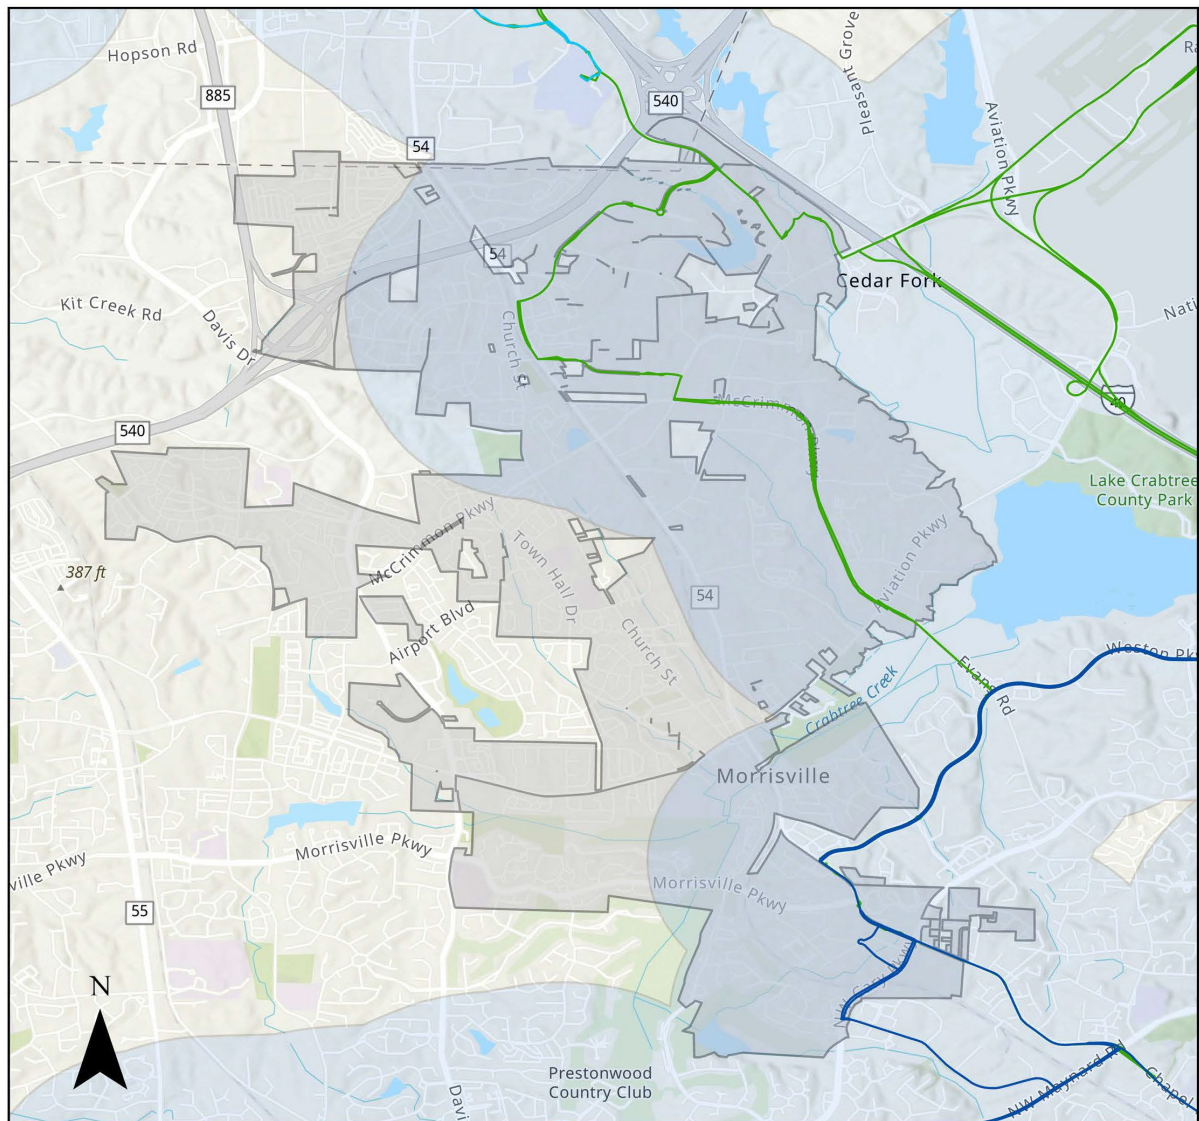 Hopson Rd
885
540
54
Pleasant Grove
Aviation Pkwy
54
Cedar Fork
Kit Creek Rd
Davis Dr
Church St
40
540
McCrimmon Pkwy
Lake Crabtree
County Park
McCrimmon Pkwy
Town Hall Dr
Aviation Pkwy
387 ft
54
Airport Blvd
Church St
Evans Rd
Weston Pk
Crabtree Creek
Morrisville
Morrisville Pkwy
ville Pkwy
Morrisville Pkwy
55
NW Cary Pkwy
N
Prestonwood
Country Club
Davi
NW Maynard Rd
Chapel